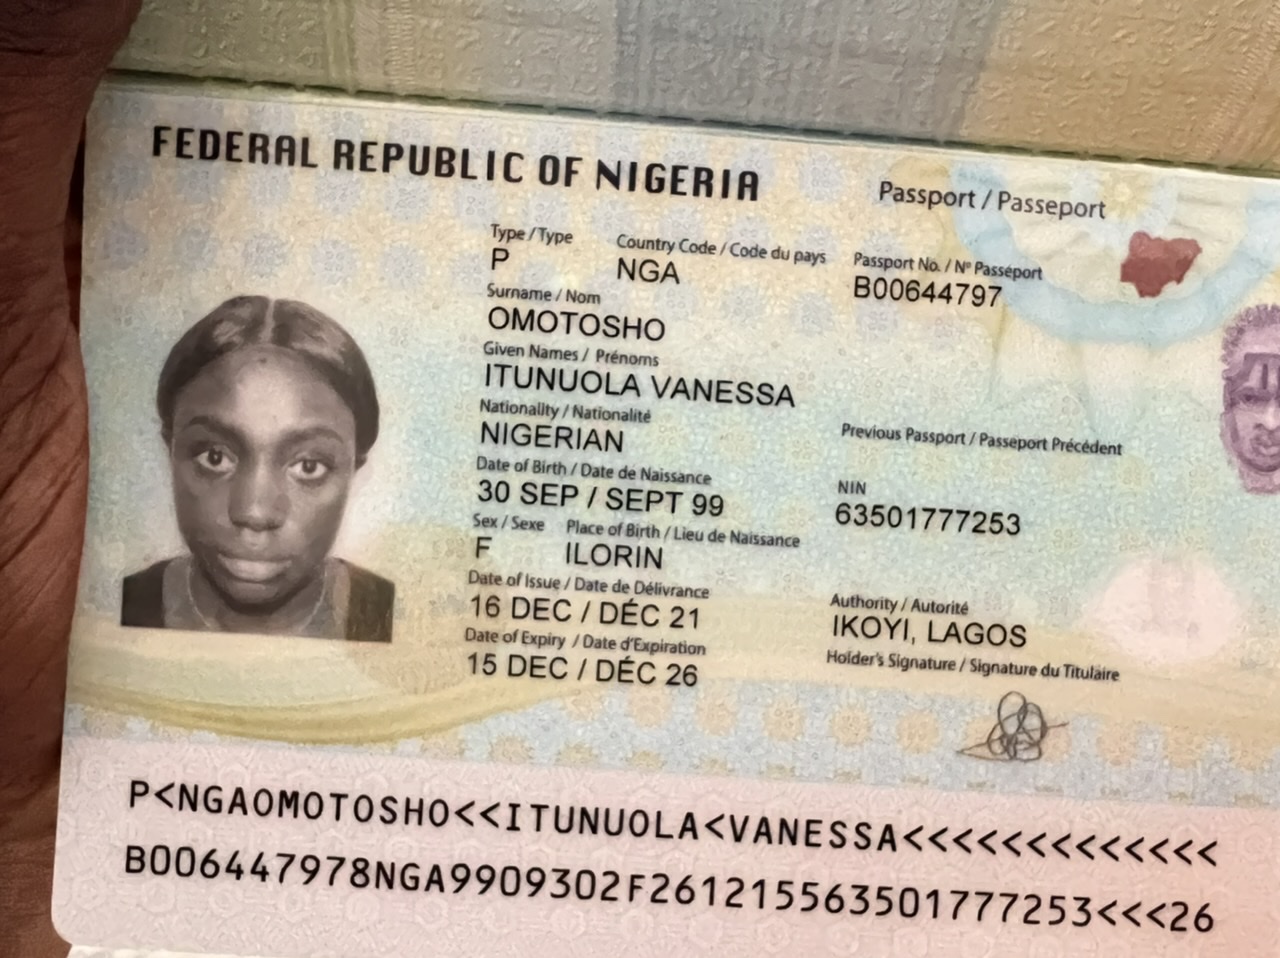 FEDERAL REPUBLIC OF NIGERIA
Passport / Passeport
Type / Type Country Code / Code du pays Passport No. / Nº Passeport
P NGA B00644797
Surname / Nom
OMOTOSHO
Given Names / Prénoms
ITUNUOLA VANESSA
Nationality / Nationalité Previous Passport / Passeport Précédent
NIGERIAN
Date of Birth / Date de Naissance NIN
30 SEP / SEPT 99 63501777253
Sex / Sexe Place of Birth / Lieu de Naissance
F ILORIN
Date of Issue / Date de Délivrance Authority / Autorité
16 DEC / DÉC 21 IKOYI, LAGOS
Date of Expiry / Date d'Expiration Holder's Signature / Signature du Titulaire
15 DEC / DÉC 26
P<NGAOMOTOSHO<<ITUNUOLA<VANESSA<<<<<<<<<<<<<
B006447978NGA9909302F261215563501777253<<<26